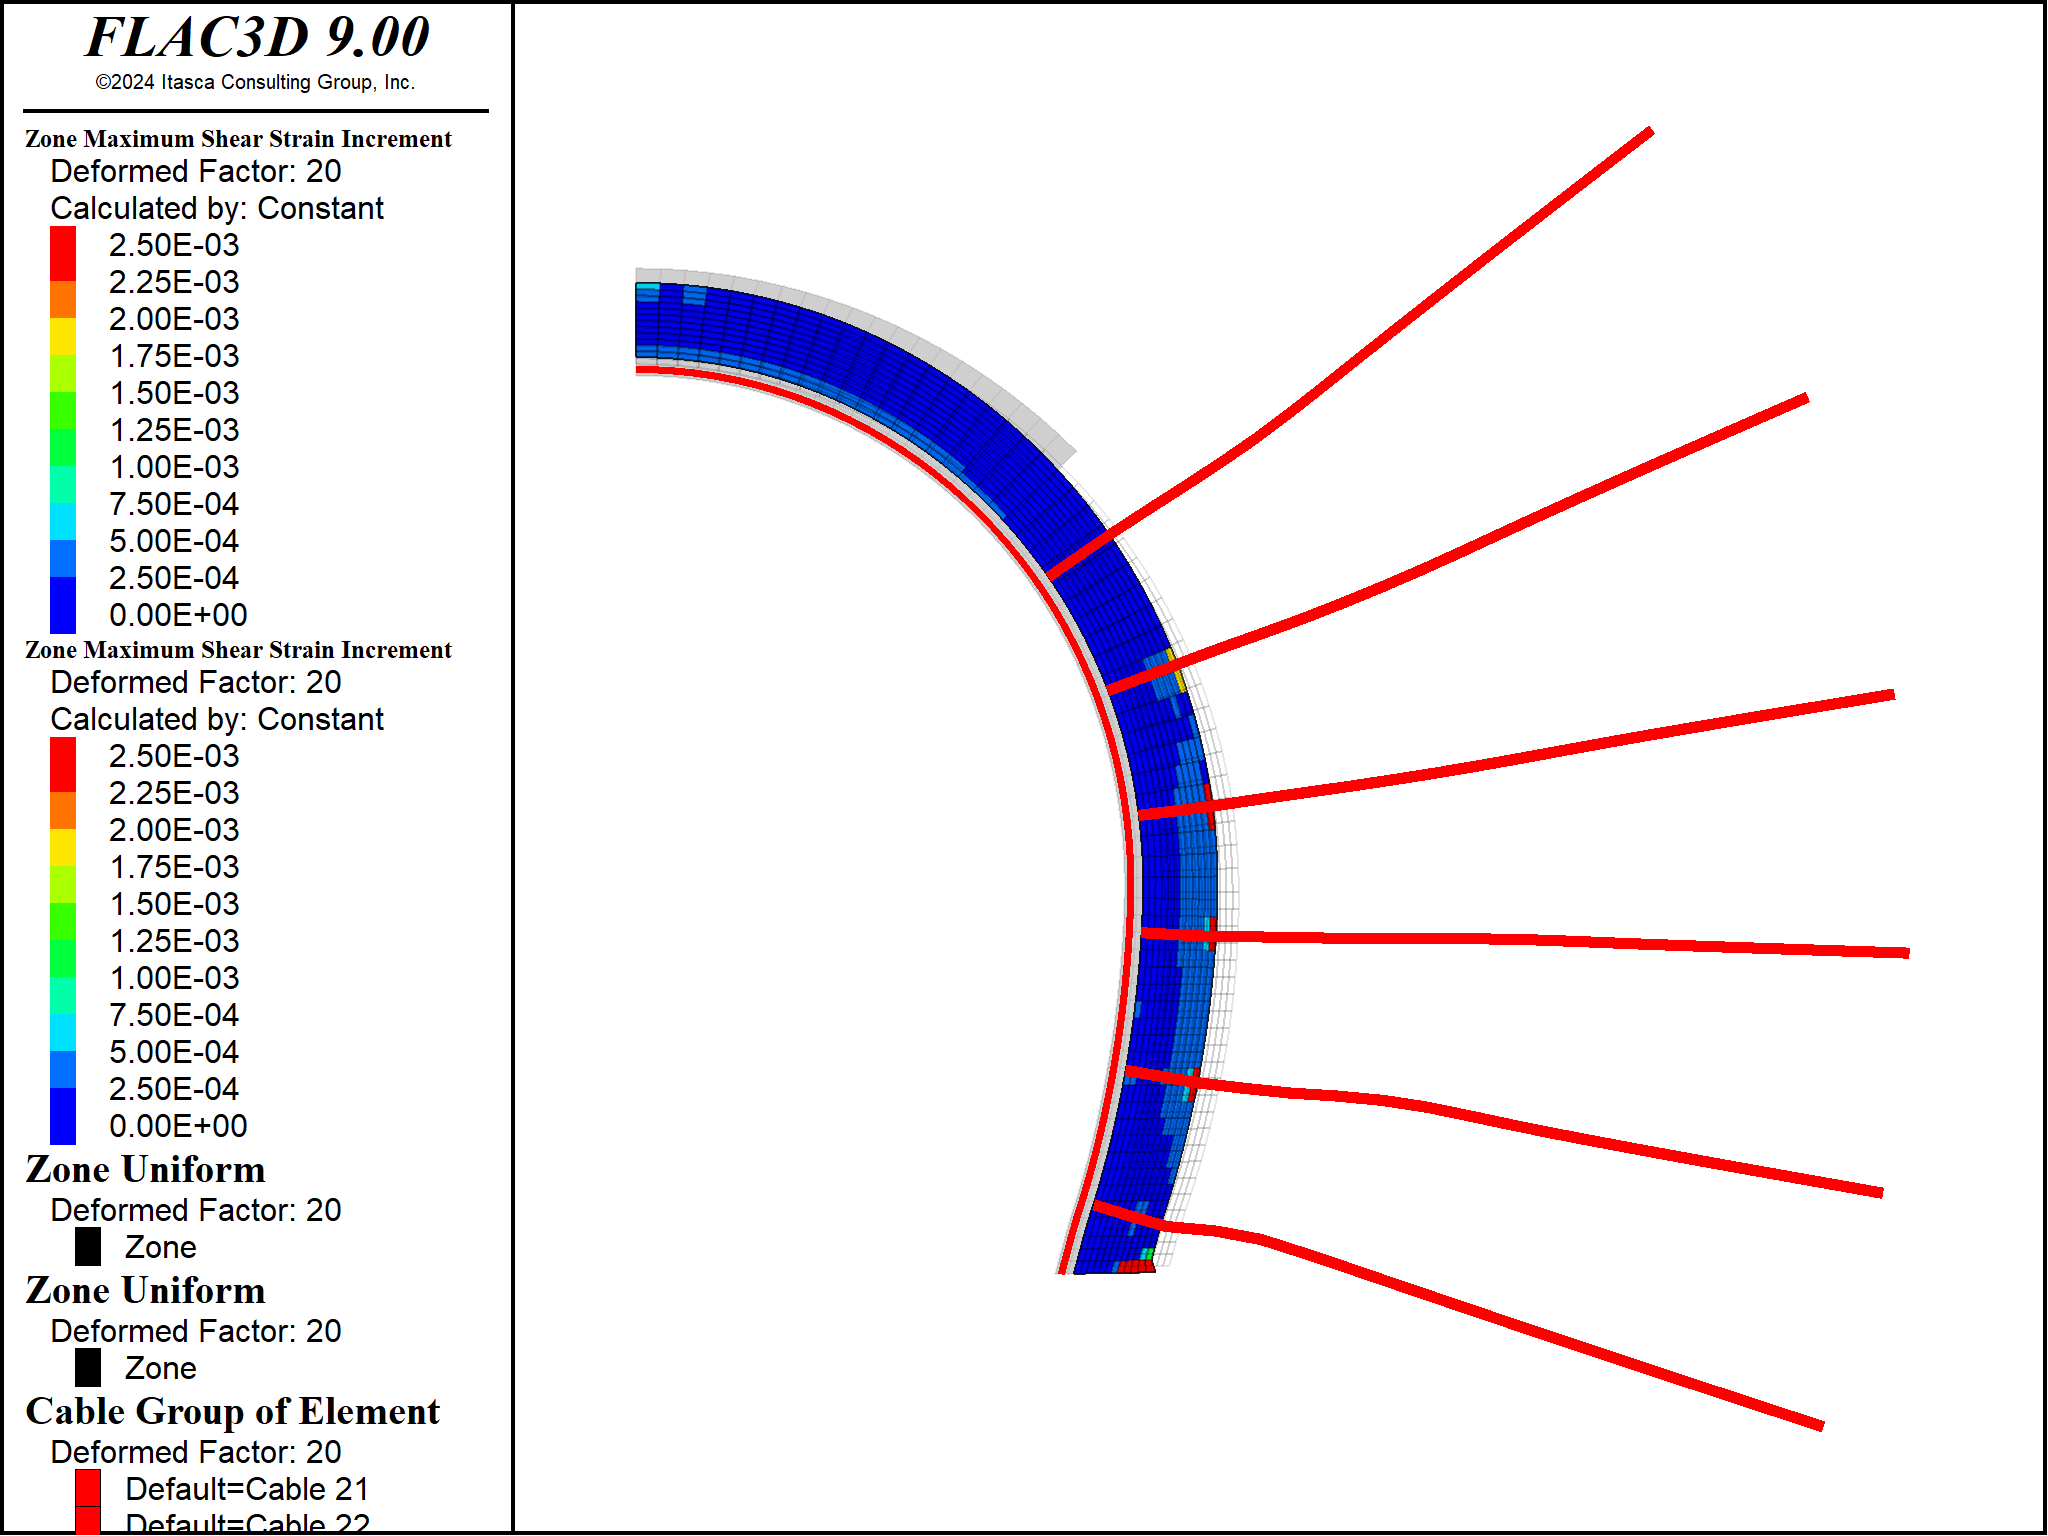 FLAC3D 9.00
©2024 Itasca Consulting Group, Inc.
Zone Maximum Shear Strain Increment
Deformed Factor: 20
Calculated by: Constant
2.50E-03
2.25E-03
2.00E-03
1.75E-03
1.50E-03
1.25E-03
1.00E-03
7.50E-04
5.00E-04
2.50E-04
0.00E+00
Zone Maximum Shear Strain Increment
Deformed Factor: 20
Calculated by: Constant
2.50E-03
2.25E-03
2.00E-03
1.75E-03
1.50E-03
1.25E-03
1.00E-03
7.50E-04
5.00E-04
2.50E-04
0.00E+00
Zone Uniform
Deformed Factor: 20
Zone
Zone Uniform
Deformed Factor: 20
Zone
Cable Group of Element
Deformed Factor: 20
Default=Cable 21
Default=Cable 22